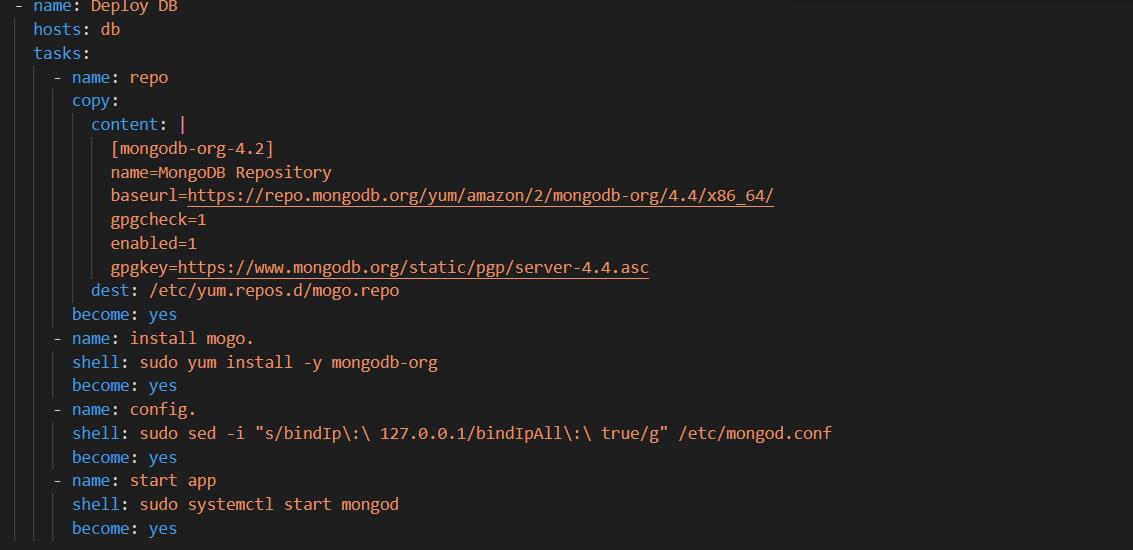 - name: Deploy DB
hosts: db
tasks:
- name: repo
copy:
content: |
[mongodb-org-4.2]
name=MongoDB Repository
baseurl=https://repo.mongodb.org/yum/amazon/2/mongodb-org/4.4/x86_64/
gpgcheck=1
enabled=1
gpgkey=https://www.mongodb.org/static/pgp/server-4.4.asc
dest: /etc/yum.repos.d/mogo.repo
become: yes
- name: install mogo.
shell: sudo yum install -y mongodb-org
become: yes
- name: config.
shell: sudo sed -i "s/bindIp\:\ 127.0.0.1/bindIpAll\:\ true/g" /etc/mongod.conf
become: yes
- name: start app
shell: sudo systemctl start mongod
become: yes